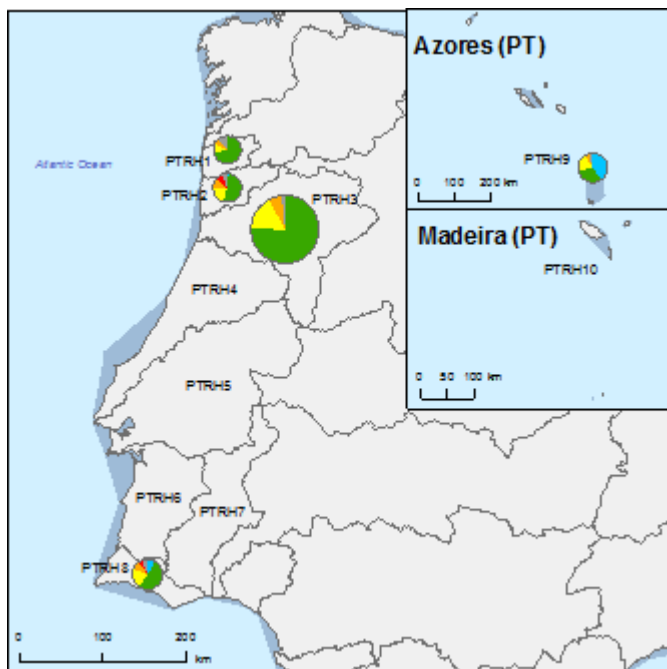 Azores (PT)
PTRH9
0 100 200 km
Madeira (PT)
PTRH10
0 50 100 km
Atlantic Ocean
PTRH1
PTRH2
PTRH3
PTRH4
PTRH5
PTRH6
PTRH7
PTRH8
0 100 200
km